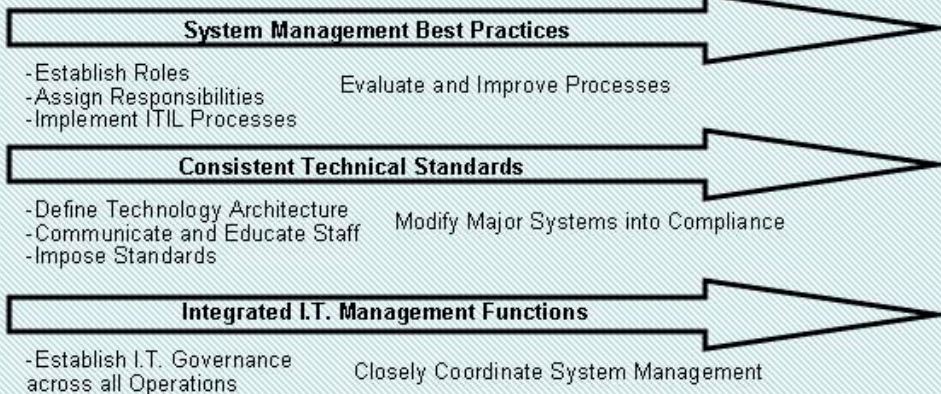 System Management Best Practices
-Establish Roles
-Assign Responsibilities
-Implement ITIL Processes
Evaluate and Improve Processes
Consistent Technical Standards
-Define Technology Architecture
-Communicate and Educate Staff
-Impose Standards
Modify Major Systems into Compliance
Integrated I.T. Management Functions
-Establish I.T. Governance
across all Operations
Closely Coordinate System Management